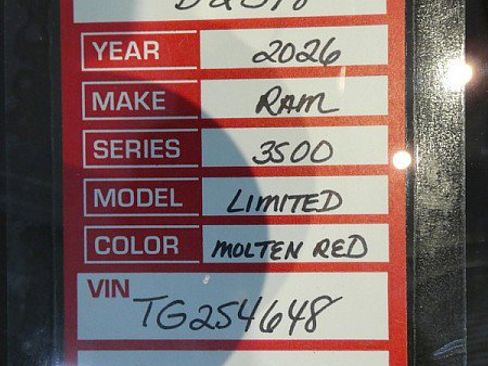 YEAR 2026
MAKE RAM
SERIES 3500
MODEL LIMITED
COLOR MOLTEN RED
VIN
TG254648